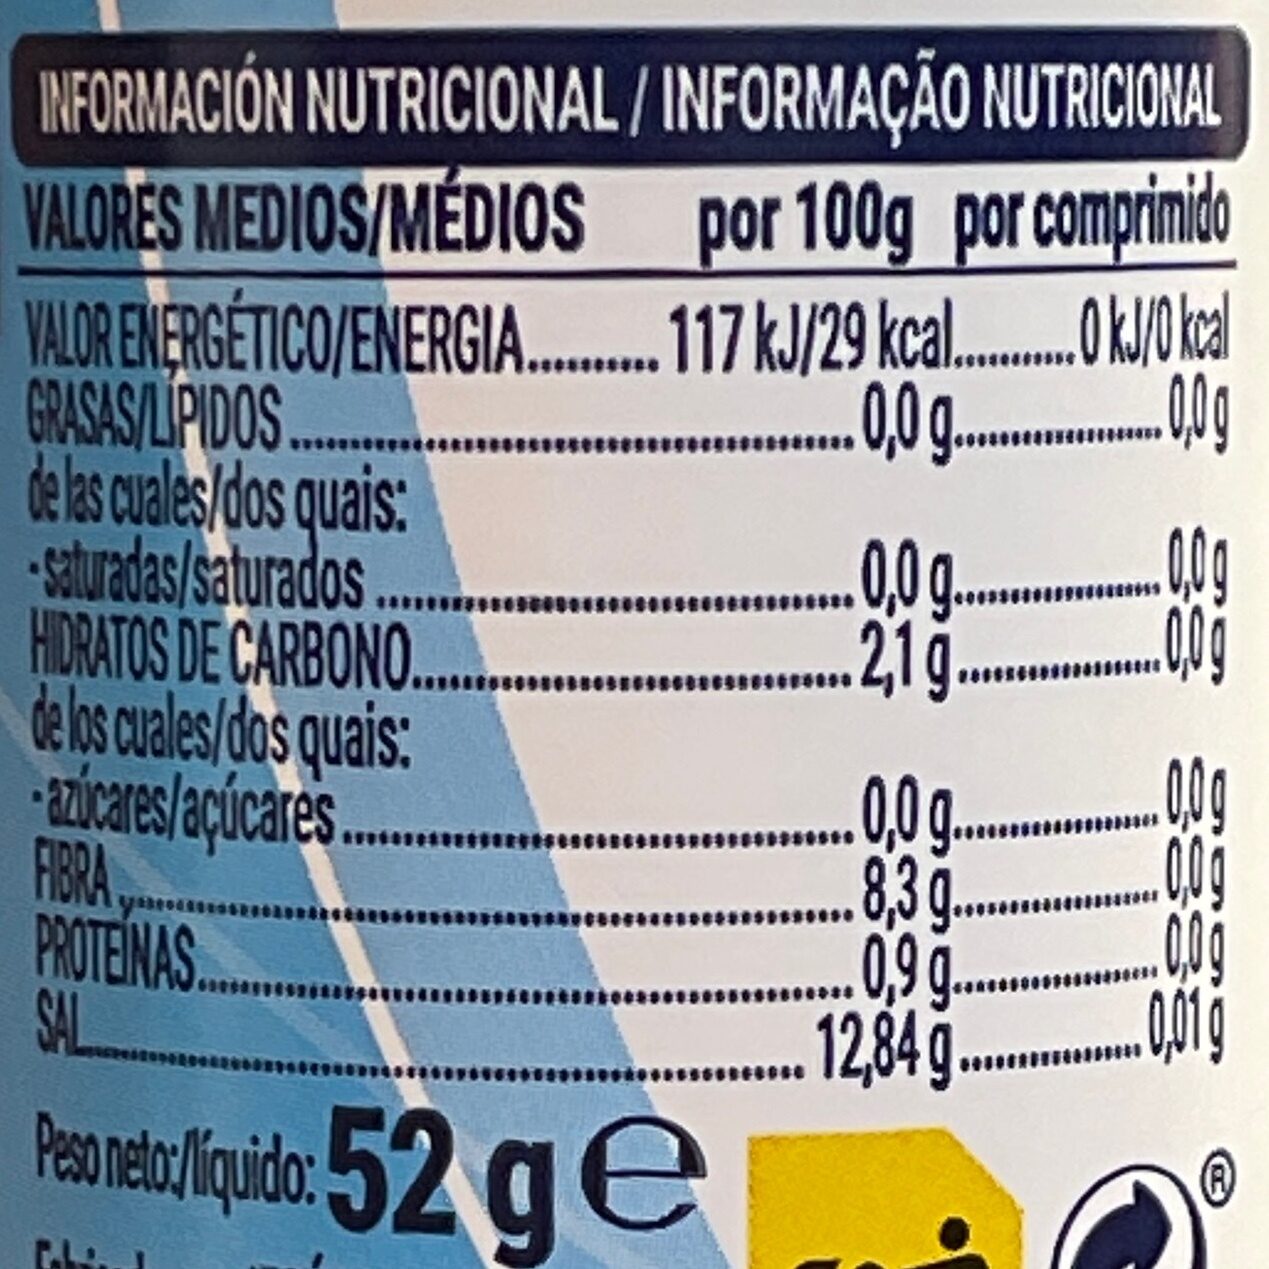 INFORMACIÓN NUTRICIONAL / INFORMAÇÃO NUTRICIONAL
VALORES MEDIOS/MÉDIOS por 100g por comprimido
VALOR ENERGÉTICO/ENERGIA.......... 117 kJ/29 kcal........... 0 kJ/0 kcal
GRASAS/LÍPIDOS .......... 0,0 g.......... 0,0 g
de las cuales/dos quais:
- saturadas/saturados .......... 0,0 g.......... 0,0 g
HIDRATOS DE CARBONO.......... 2,1 g .......... 0,0 g
de los cuales/dos quais:
- azúcares/açúcares .......... 0,0 g.......... 0,0 g
FIBRA .......... 8,3 g.......... 0,0 g
PROTEÍNAS.......... 0,9 g.......... 0,0 g
SAL.......... 12,84 g .......... 0,01 g
Peso neto:/líquido: 52 g e
®